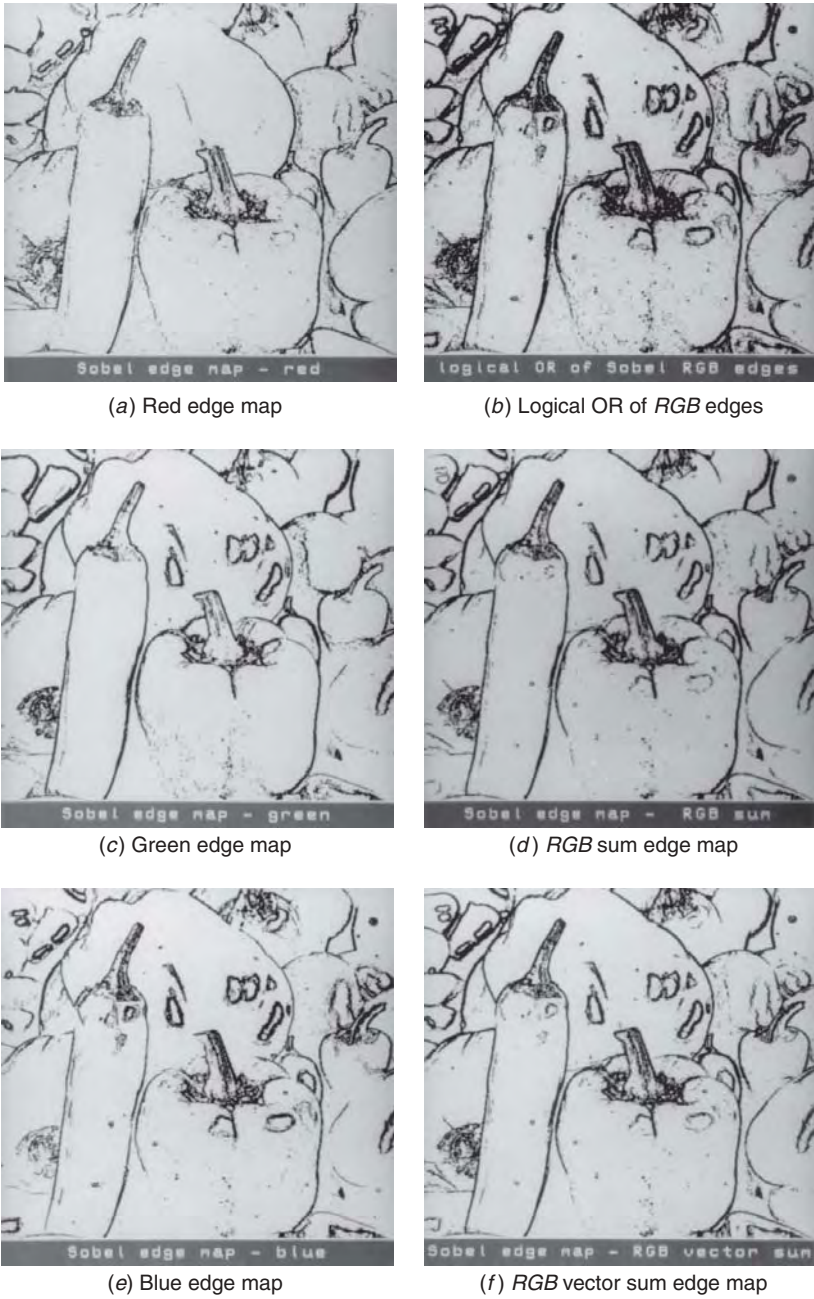 Sobel edge map - red
logical OR of Sobel RGB edges
(a) Red edge map
(b) Logical OR of RGB edges
Sobel edge map - green
Sobel edge map - RGB sum
(c) Green edge map
(d) RGB sum edge map
Sobel edge map - blue
Sobel edge map - RGB vector sum
(e) Blue edge map
(f) RGB vector sum edge map